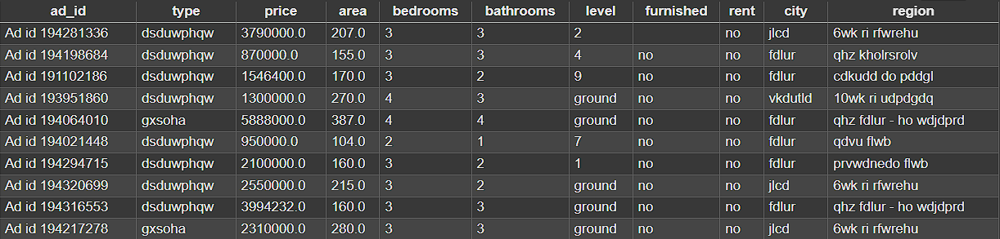 ad_id type price area bedrooms bathrooms level furnished rent city region
Ad id 194281336 dsduwphqw 3790000.0 207.0 3 3 2 no jlcd 6wk ri rfwrehu
Ad id 194198684 dsduwphqw 870000.0 155.0 3 3 4 no no fdlur qhz kholrsrolv
Ad id 191102186 dsduwphqw 1546400.0 170.0 3 2 9 no no fdlur cdkudd do pddgl
Ad id 193951860 dsduwphqw 1300000.0 270.0 4 3 ground no no vkdutld 10wk ri udpdgdq
Ad id 194064010 gxsoha 5888000.0 387.0 4 4 ground no no fdlur qhz fdlur - ho wdjdprd
Ad id 194021448 dsduwphqw 950000.0 104.0 2 1 7 no no fdlur qdvu flwb
Ad id 194294715 dsduwphqw 2100000.0 160.0 3 2 1 no no fdlur prvwdnedo flwb
Ad id 194320699 dsduwphqw 2550000.0 215.0 3 2 ground no no jlcd 6wk ri rfwrehu
Ad id 194316553 dsduwphqw 3994232.0 160.0 3 3 ground no no fdlur qhz fdlur - ho wdjdprd
Ad id 194217278 gxsoha 2310000.0 280.0 3 3 ground no no jlcd 6wk ri rfwrehu